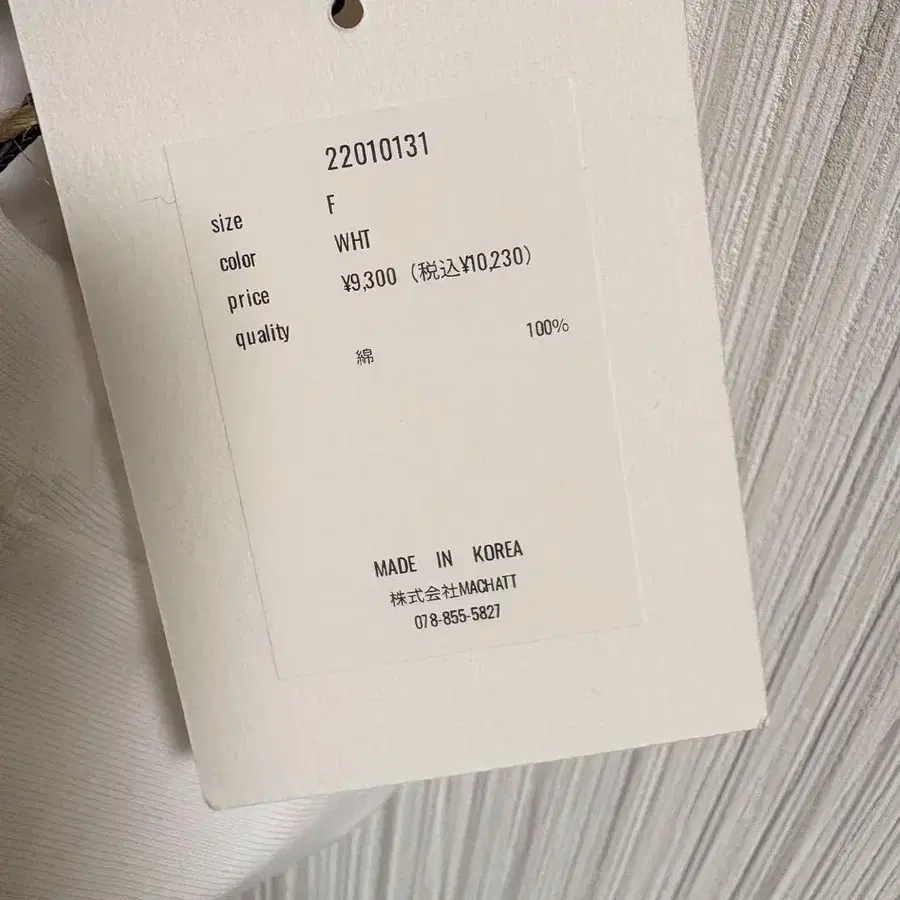 22010131
size F
color WHT
price ¥9,300（税込¥10,230）
quality
綿 100%
MADE IN KOREA
株式会社MACHATT
078-855-5827